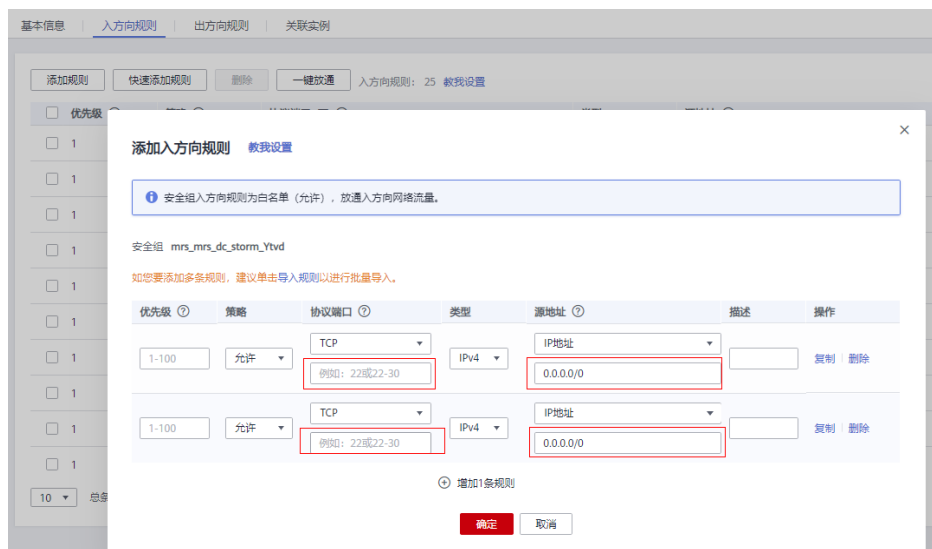 基本信息 入方向规则 出方向规则 关联实例
添加规则 快速添加规则 删除 一键放通 入方向规则: 25 教我设置
优先级
1
添加入方向规则 教我设置
1
安全组入方向规则为白名单（允许），放通入方向网络流量。
1
1
安全组 mrs_mrs_dc_storm_Ytvd
如您要添加多条规则，建议单击导入规则以进行批量导入。
1
优先级 策略 协议端口 类型 源地址 描述 操作
1
TCP IP地址
1 1-100 允许 IPv4 复制 删除
例如：22或22-30 0.0.0.0/0
1
TCP IP地址
1 1-100 允许 IPv4 复制 删除
例如：22或22-30 0.0.0.0/0
1
增加1条规则
10
确定 取消